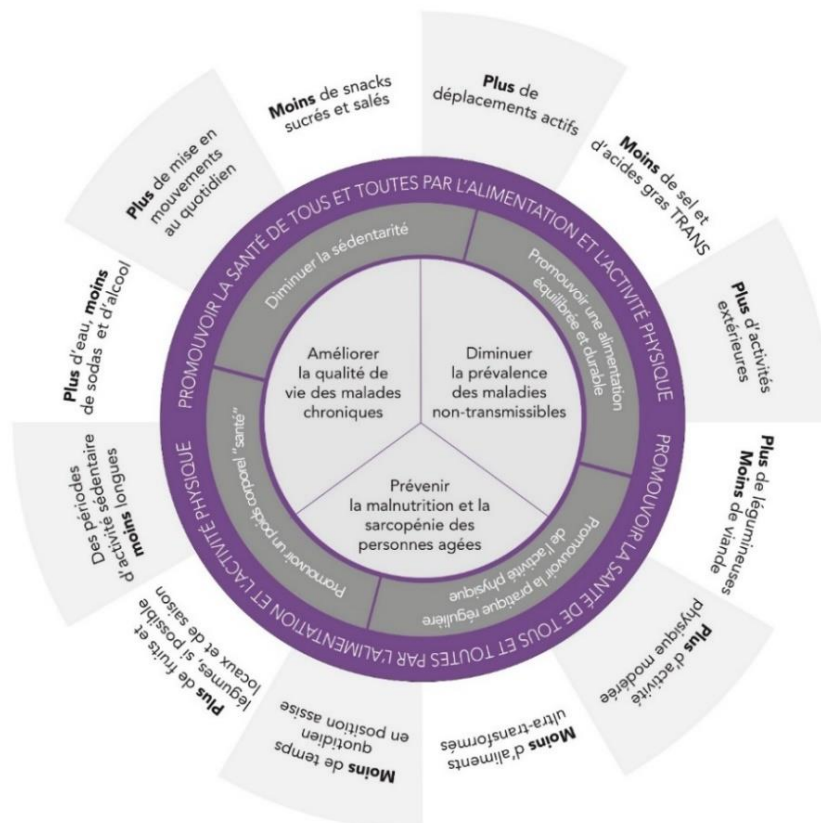 Plus de
déplacements actifs
Moins de sel et
d'acides gras TRANS
Plus d'activités
extérieures
Plus de légumineuses
Moins de viande
Plus d'activité
physique modérée
Moins d'aliments
ultra-transformés
Moins de temps
quotidien
en position assise
Plus de fruits et
légumes, si possible
locaux et de saison
Des périodes
d'activité sédentaire
moins longues
Plus d'eau, moins
de sodas et d'alcool
Plus de mise en
mouvements
au quotidien
Moins de snacks
sucrés et salés
PROMOUVOIR LA SANTÉ DE TOUS ET TOUTES PAR L'ALIMENTATION ET L'ACTIVITÉ PHYSIQUE
PROMOUVOIR LA SANTÉ DE TOUS ET TOUTES PAR L'ALIMENTATION ET L'ACTIVITÉ PHYSIQUE
Diminuer la sédentarité
Promouvoir une alimentation
équilibrée et durable
Promouvoir la pratique régulière
de l'activité physique
Promouvoir un poids corporel "santé"
Améliorer
la qualité de
vie des malades
chroniques
Diminuer
la prévalence
des maladies
non-transmissibles
Prévenir
la malnutrition et la
sarcopénie des
personnes agées